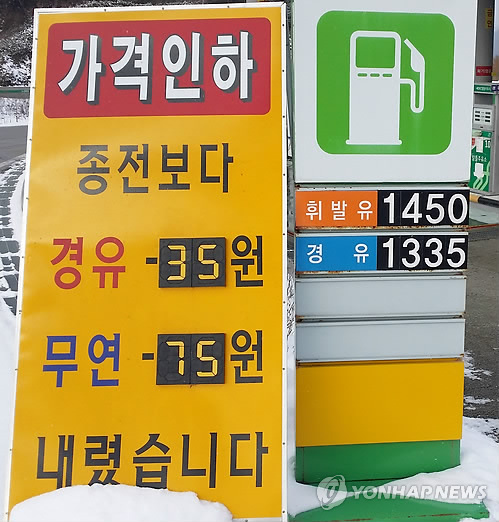 가격인하
종전보다
경유 -35원
무연 -75원
내렸습니다
휘발유 1450
경유 1335
YONHAPNEWS